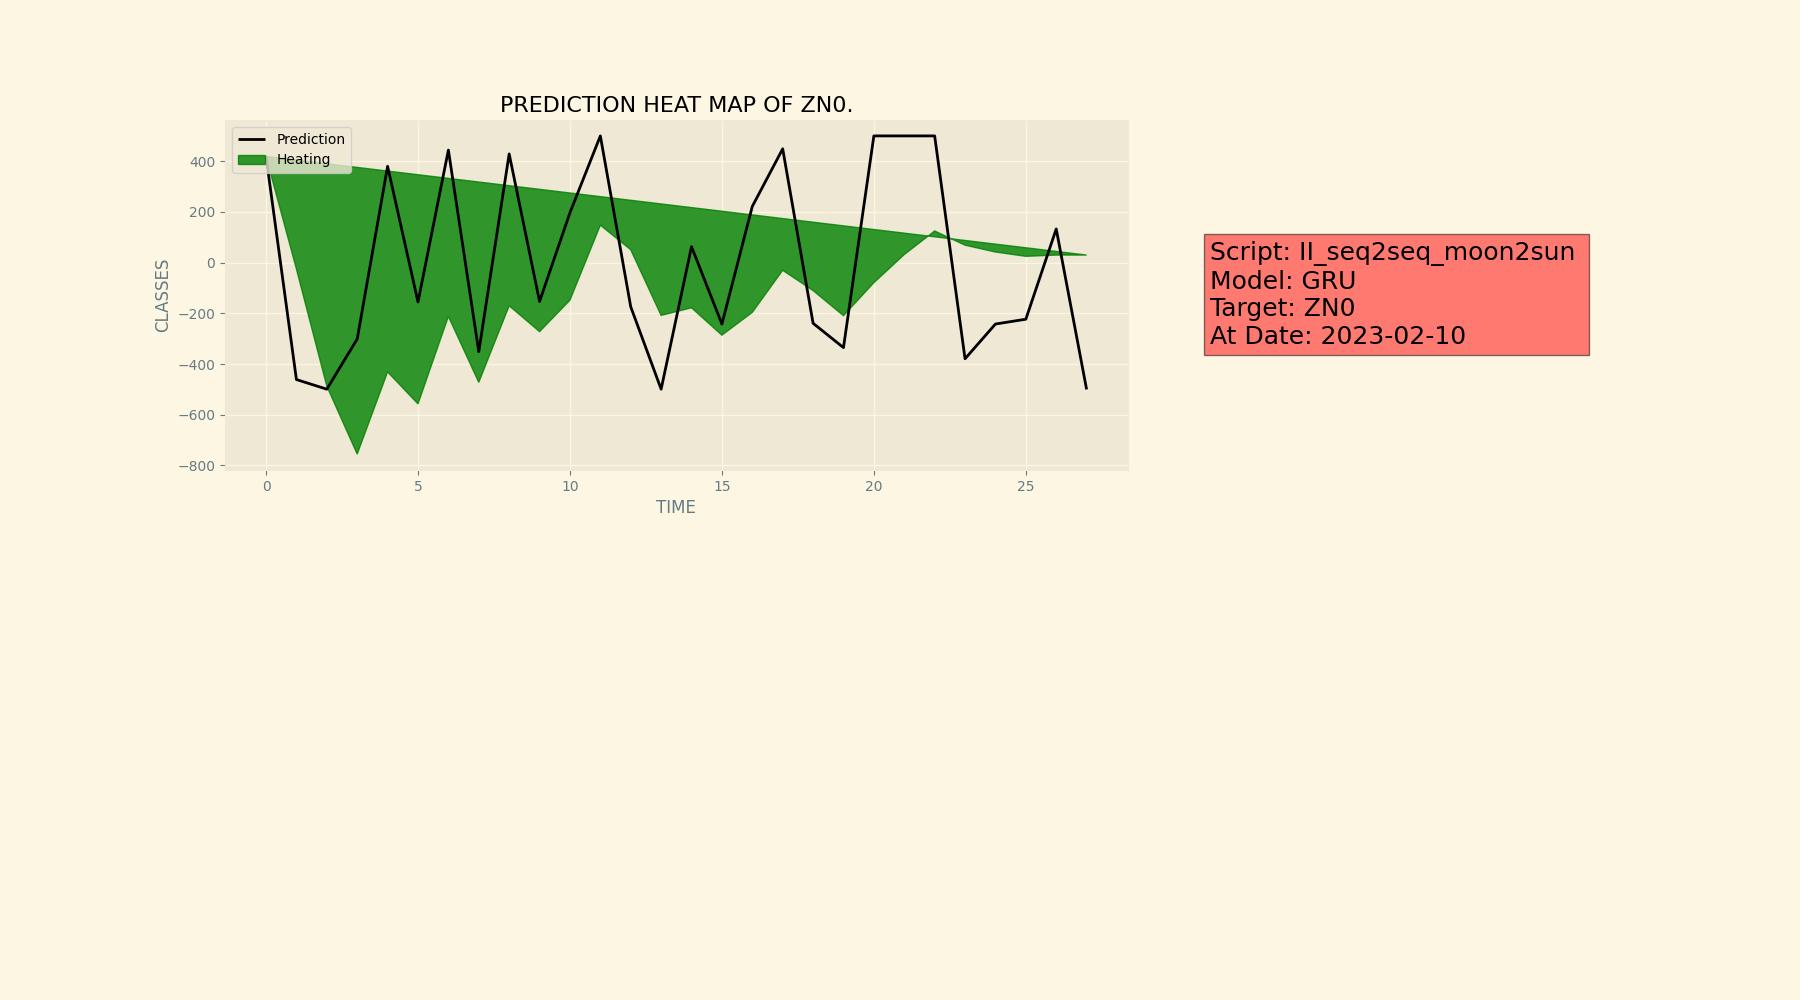 PREDICTION HEAT MAP OF ZN0.
Prediction
Heating
400
200
0
−200
−400
−600
−800
CLASSES
0 5 10 15 20 25
TIME
Script: II_seq2seq_moon2sun
Model: GRU
Target: ZN0
At Date: 2023-02-10